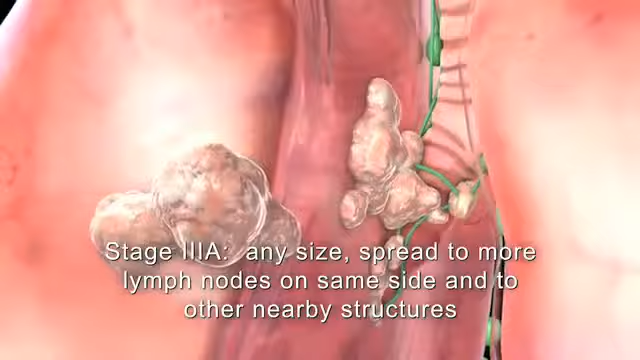 Stage IIIA:  any size, spread to more
lymph nodes on same side and to
other nearby structures